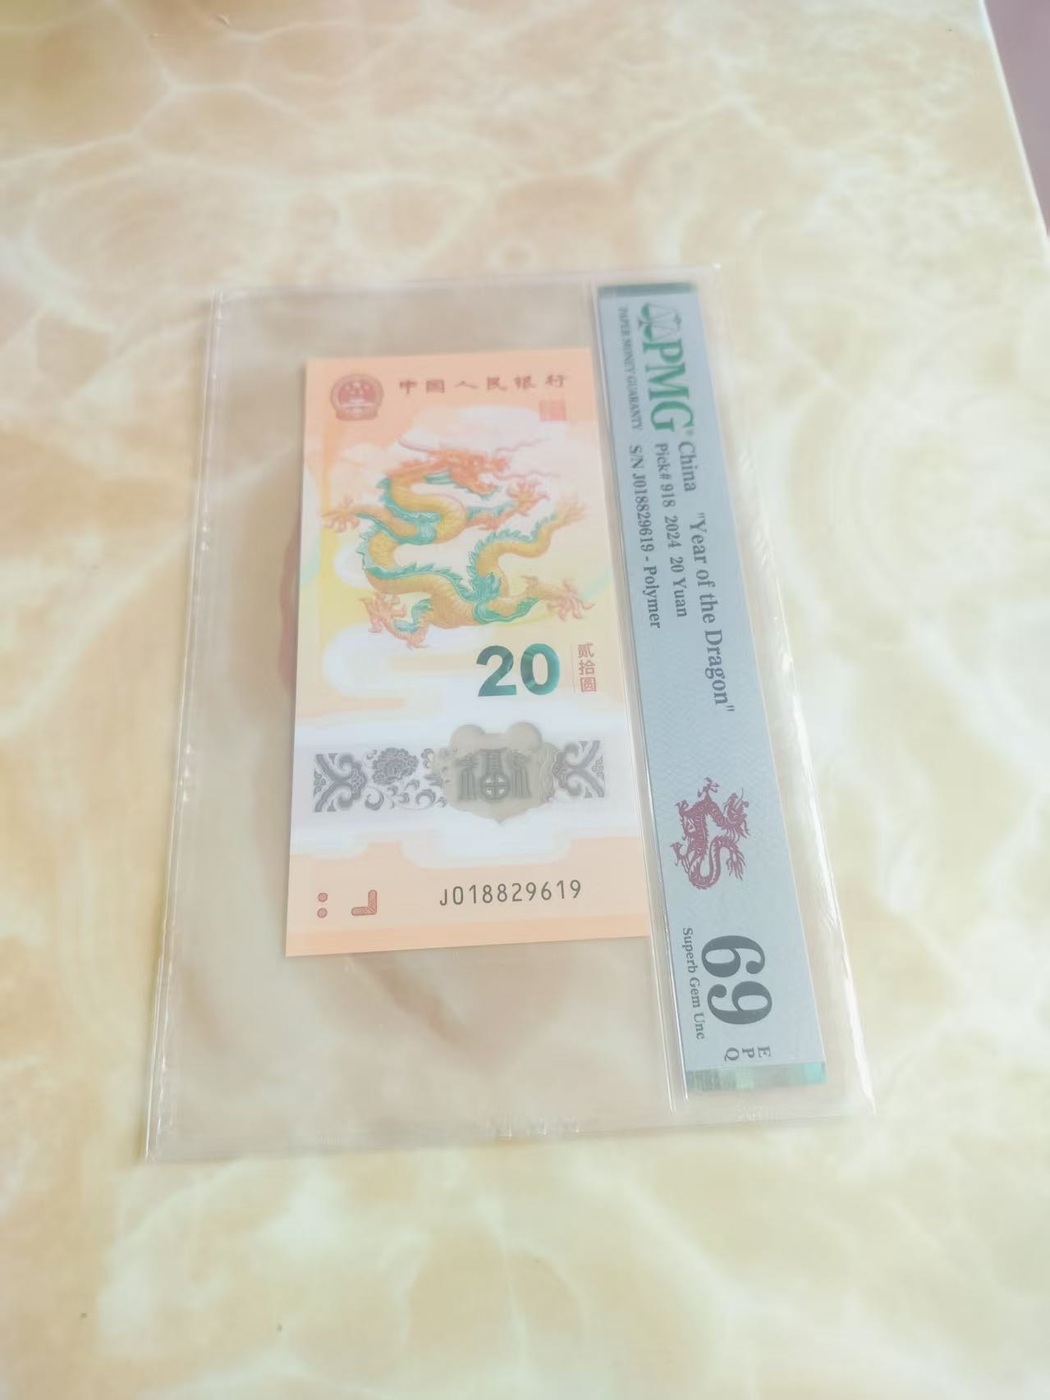 中国人民银行
20
贰拾圆
福
J018829619
PMG
PAPER MONEY GUARANTY
China "Year of the Dragon"
Pick# 918 2024 20 Yuan
S/N J018829619 - Polymer
69
EPQ
Superb Gem Unc